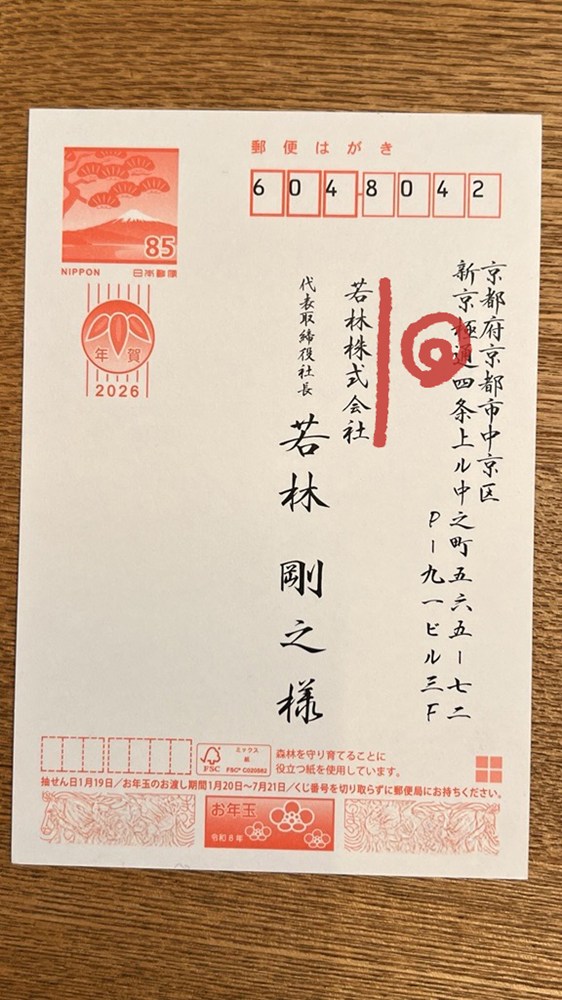 郵便はがき
604-8042
85
NIPPON 日本郵便
年賀
2026
京都府京都市中京区
新京極通四条上ル中之町五六五ー七二
Pー九一ビル三F
若林株式会社
代表取締役社長
若林 剛之 様
FSC
ミックス
紙
FSC® C020862
森林を守り育てることに
役立つ紙を使用しています。
抽せん日1月19日／お年玉のお渡し期間1月20日~7月21日／くじ番号を切り取らずに郵便局にお持ちください。
お年玉
令和8年